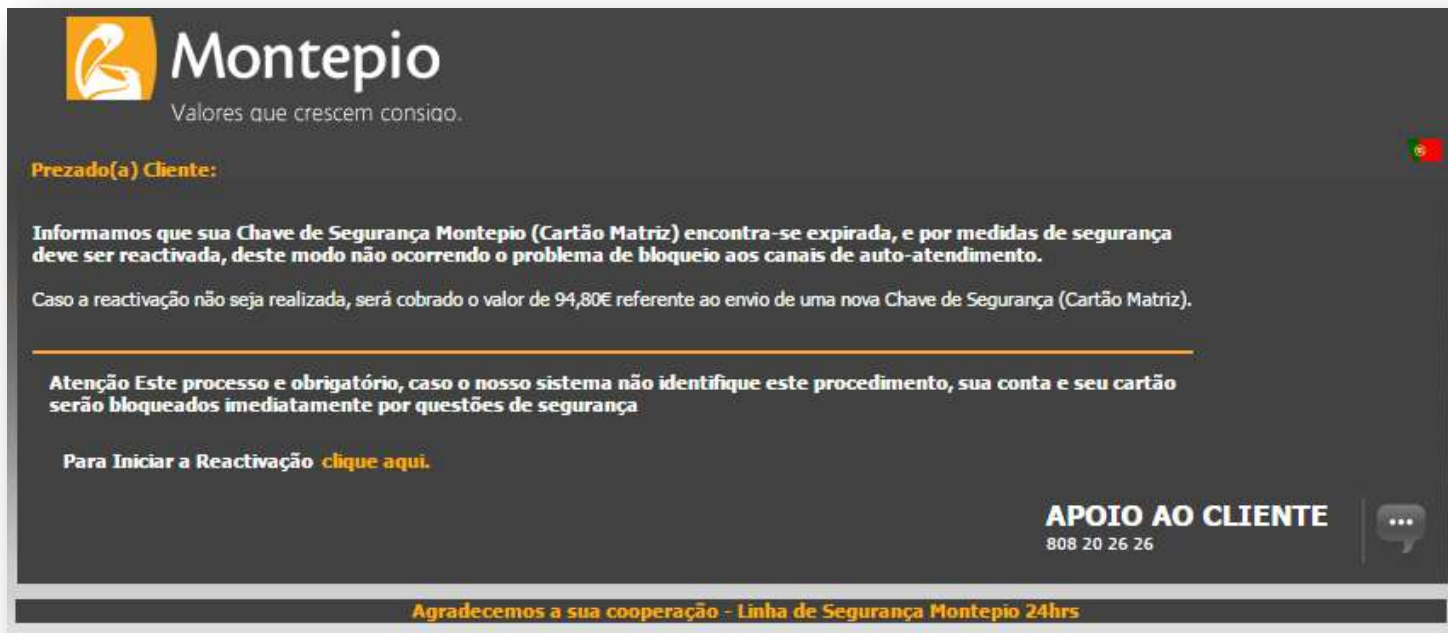 Montepio
Valores que crescem consigo.
Prezado(a) Cliente:
Informamos que sua Chave de Segurança Montepio (Cartão Matriz) encontra-se expirada, e por medidas de segurança
deve ser reactivada, deste modo não ocorrendo o problema de bloqueio aos canais de auto-atendimento.
Caso a reactivação não seja realizada, será cobrado o valor de 94,80€ referente ao envio de uma nova Chave de Segurança (Cartão Matriz).
Atenção Este processo e obrigatório, caso o nosso sistema não identifique este procedimento, sua conta e seu cartão
serão bloqueados imediatamente por questões de segurança
Para Iniciar a Reactivação clique aqui.
APOIO AO CLIENTE
808 20 26 26
Agradecemos a sua cooperação - Linha de Segurança Montepio 24hrs